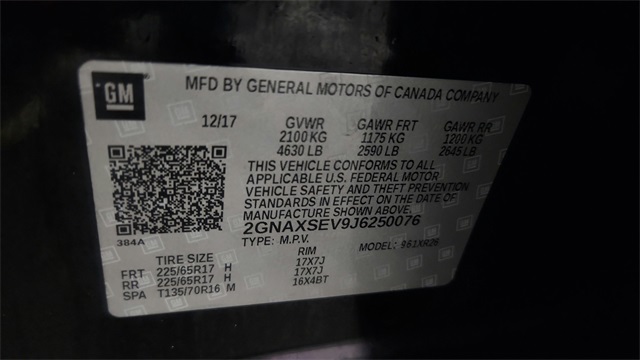 GM
MFD BY GENERAL MOTORS OF CANADA COMPANY
12/17 GVWR GAWR FRT GAWR RR
2100 KG 1175 KG 1200 KG
4630 LB 2590 LB 2645 LB
THIS VEHICLE CONFORMS TO ALL
APPLICABLE U.S. FEDERAL MOTOR
VEHICLE SAFETY AND THEFT PREVENTION
STANDARDS IN EFFECT ON THE DATE OF
MANUFACTURE SHOWN ABOVE.
2GNAXSEV9J6250076
384A
TYPE: M.P.V. MODEL: 961XR26
TIRE SIZE RIM
FRT 225/65R17 H 17X7J
RR 225/65R17 H 17X7J
SPA T135/70R16 M 16X4BT